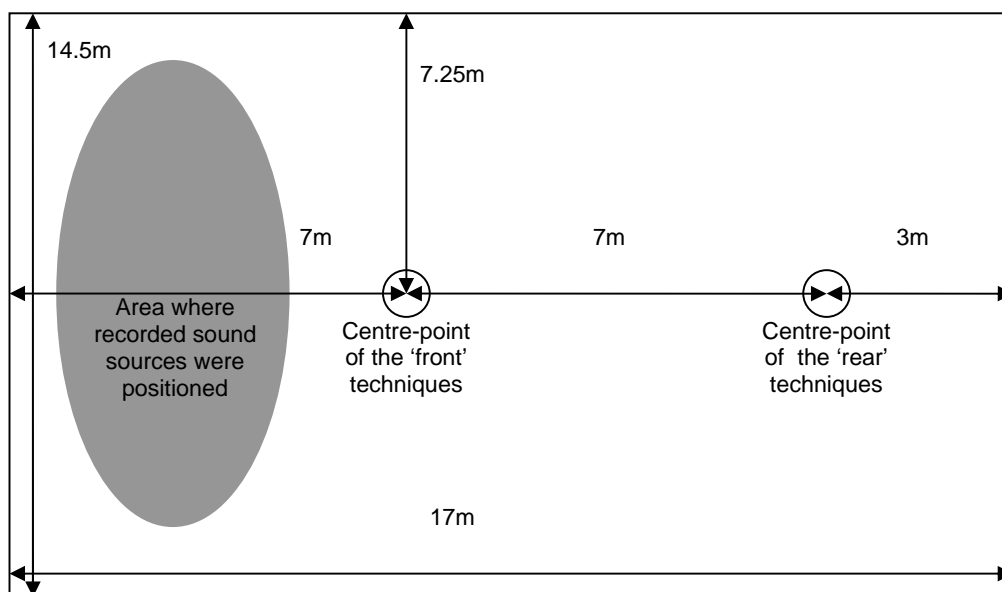 14.5m
7.25m
7m
7m
3m
Area where
recorded sound
sources were
positioned
Centre-point
of the ‘front’
techniques
Centre-point
of the ‘rear’
techniques
17m